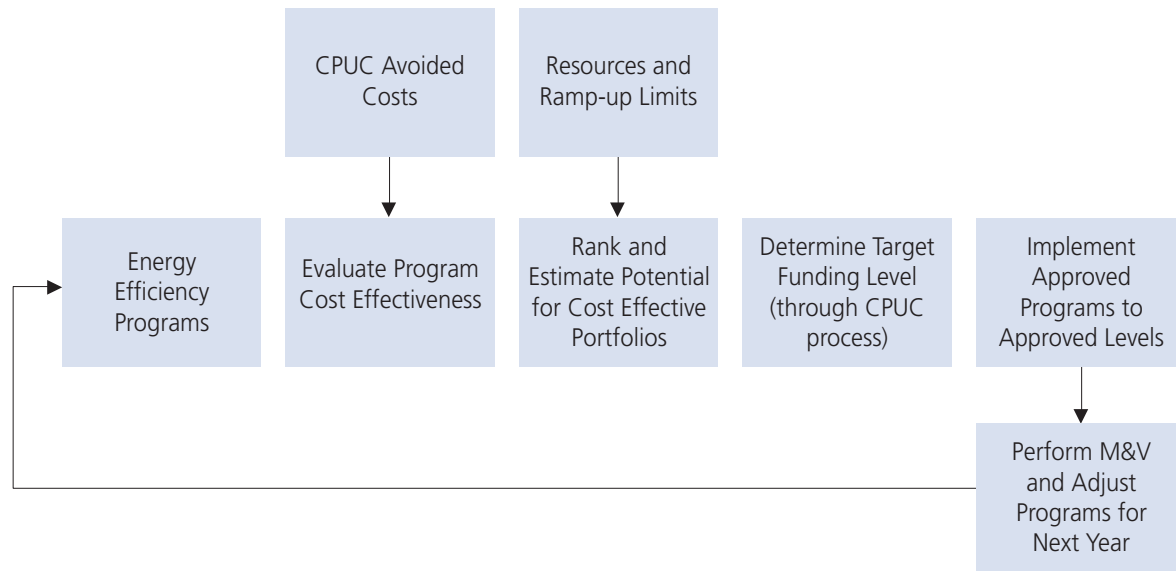 CPUC Avoided
Costs
Resources and
Ramp-up Limits
Energy
Efficiency
Programs
Evaluate Program
Cost Effectiveness
Rank and
Estimate Potential
for Cost Effective
Portfolios
Determine Target
Funding Level
(through CPUC
process)
Implement
Approved
Programs to
Approved Levels
Perform M&V
and Adjust
Programs for
Next Year